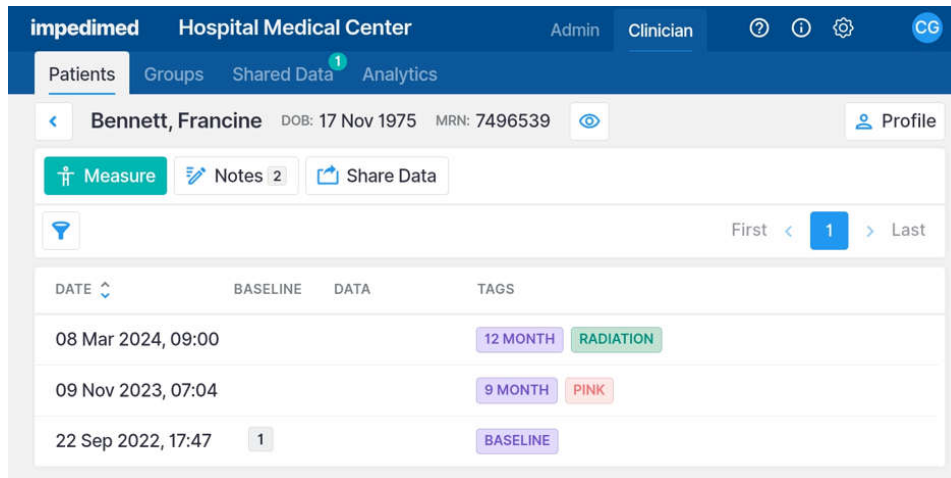 impedimed Hospital Medical Center Admin Clinician CG
Patients Groups Shared Data 1 Analytics
Bennett, Francine DOB: 17 Nov 1975 MRN: 7496539 Profile
Measure Notes 2 Share Data
First < 1 > Last
DATE BASELINE DATA TAGS
08 Mar 2024, 09:00 12 MONTH RADIATION
09 Nov 2023, 07:04 9 MONTH PINK
22 Sep 2022, 17:47 1 BASELINE